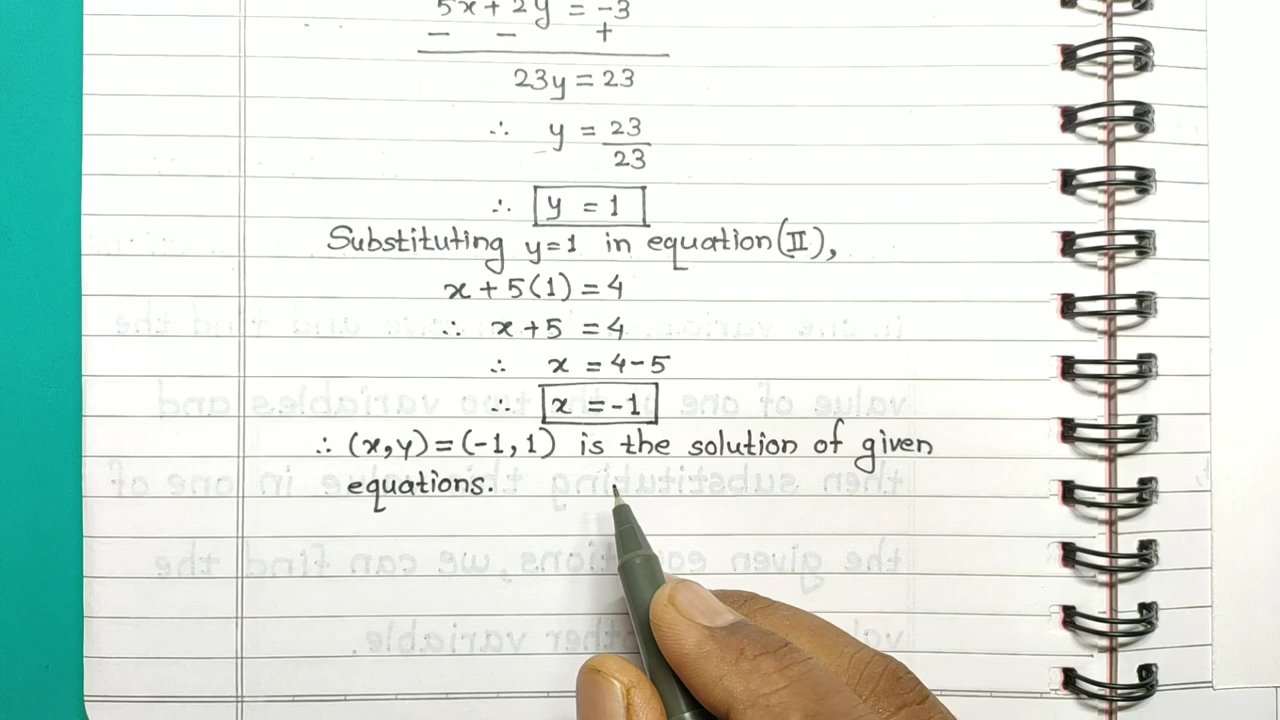 5x + 2y = -3
- - +
23y = 23
∴ y = 23/23
∴ y = 1
Substituting y=1 in equation (II),
x + 5(1) = 4
∴ x + 5 = 4
∴ x = 4 - 5
∴ x = -1
∴ (x, y) = (-1, 1) is the solution of given
equations.